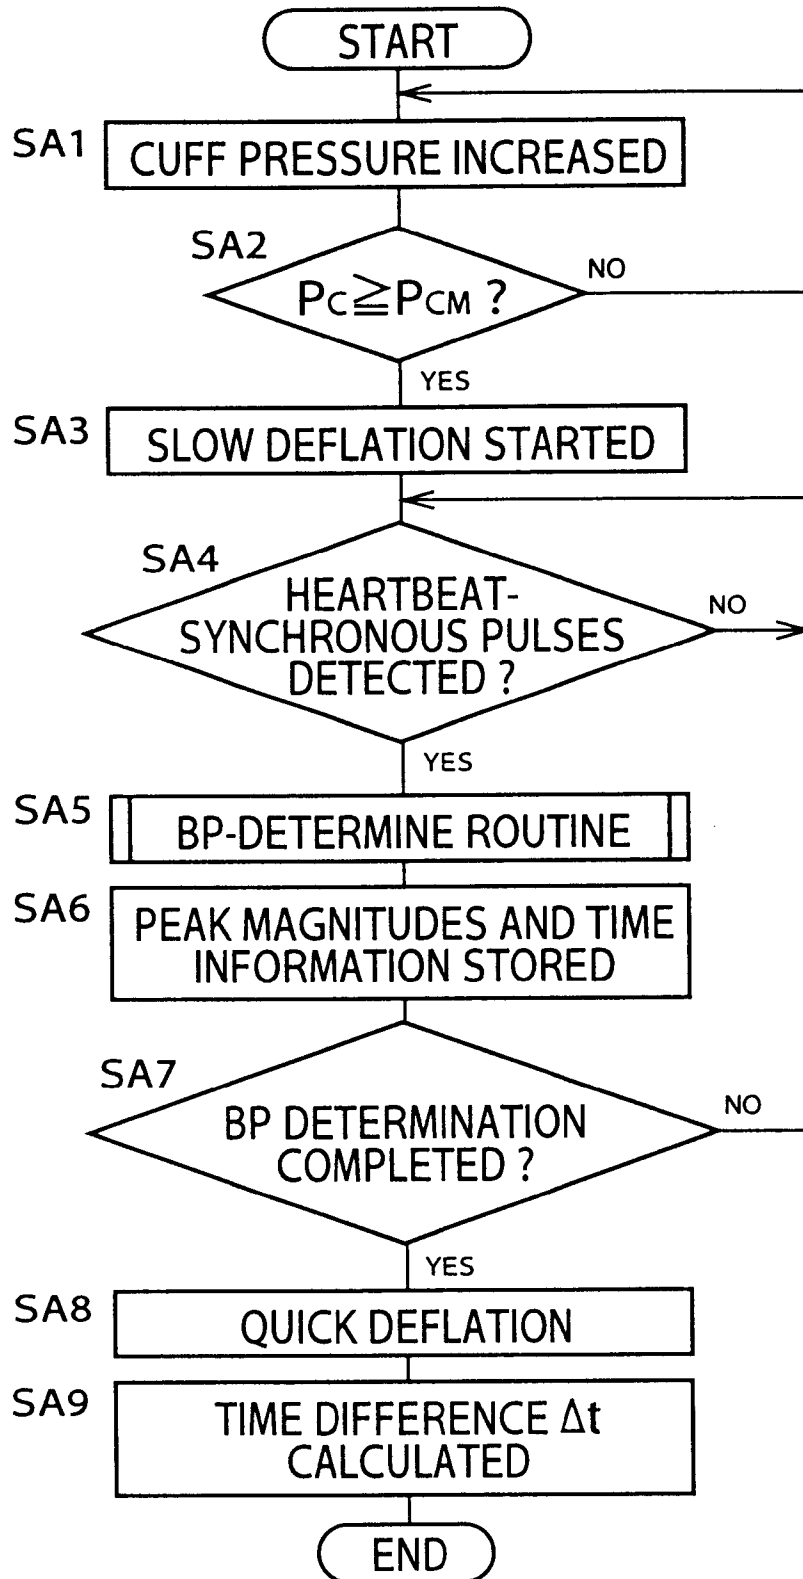 START
SA1
CUFF PRESSURE INCREASED
SA2
PC≧PCM ?
NO
YES
SA3
SLOW DEFLATION STARTED
SA4
HEARTBEAT-
SYNCHRONOUS PULSES
DETECTED ?
NO
YES
SA5
BP-DETERMINE ROUTINE
SA6
PEAK MAGNITUDES AND TIME
INFORMATION STORED
SA7
BP DETERMINATION
COMPLETED ?
NO
YES
SA8
QUICK DEFLATION
SA9
TIME DIFFERENCE Δt
CALCULATED
END